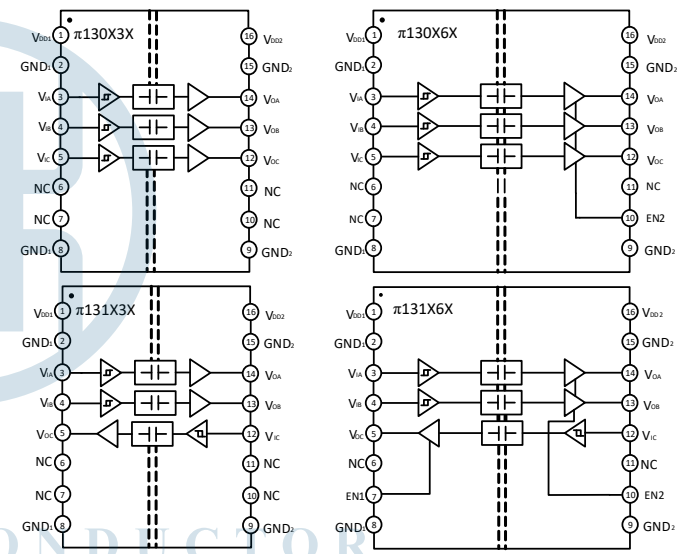 π130X3X
VDD1 1
GND1 2
VIA 3
VIB 4
VIC 5
NC 6
NC 7
GND1 8
16 VDD2
15 GND2
14 VOA
13 VOB
12 VOC
11 NC
10 NC
9 GND2
π130X6X
VDD1 1
GND1 2
VIA 3
VIB 4
VIC 5
NC 6
NC 7
GND1 8
16 VDD2
15 GND2
14 VOA
13 VOB
12 VOC
11 NC
10 EN2
9 GND2
π131X3X
VDD1 1
GND1 2
VIA 3
VIB 4
VOC 5
NC 6
NC 7
GND1 8
16 VDD2
15 GND2
14 VOA
13 VOB
12 VIC
11 NC
10 NC
9 GND2
π131X6X
VDD1 1
GND1 2
VIA 3
VIB 4
VOC 5
NC 6
EN1 7
GND1 8
16 VDD2
15 GND2
14 VOA
13 VOB
12 VIC
11 NC
10 EN2
9 GND2
ONDUCTOR